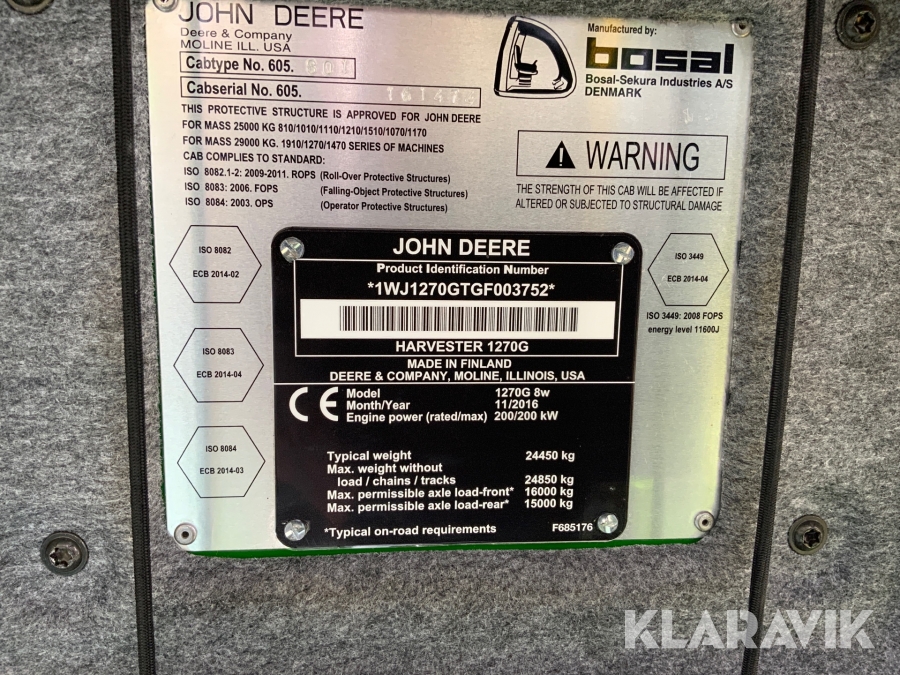 JOHN DEERE
Deere & Company
MOLINE ILL. USA
Cabtype No. 605.
Cabserial No. 605.
THIS PROTECTIVE STRUCTURE IS APPROVED FOR JOHN DEERE
FOR MASS 25000 KG 810/1010/1110/1210/1510/1070/1170
FOR MASS 29000 KG. 1910/1270/1470 SERIES OF MACHINES
CAB COMPLIES TO STANDARD:
ISO 8082.1-2: 2009-2011. ROPS (Roll-Over Protective Structures)
ISO 8083: 2006. FOPS (Falling-Object Protective Structures)
ISO 8084: 2003. OPS (Operator Protective Structures)
Manufactured by:
bosal
Bosal-Sekura Industries A/S
DENMARK
WARNING
THE STRENGTH OF THIS CAB WILL BE AFFECTED IF
ALTERED OR SUBJECTED TO STRUCTURAL DAMAGE
ISO 8082
ECB 2014-02
ISO 8083
ECB 2014-04
ISO 8084
ECB 2014-03
ISO 3449
ECB 2014-04
ISO 3449: 2008 FOPS
energy level 11600J
JOHN DEERE
Product Identification Number
*1WJ1270GTGF003752*
HARVESTER 1270G
MADE IN FINLAND
DEERE & COMPANY, MOLINE, ILLINOIS, USA
CE
Model 1270G 8w
Month/Year 11/2016
Engine power (rated/max) 200/200 kW
Typical weight 24450 kg
Max. weight without
load / chains / tracks 24850 kg
Max. permissible axle load-front* 16000 kg
Max. permissible axle load-rear* 15000 kg
*Typical on-road requirements F685176
KLARAVIK